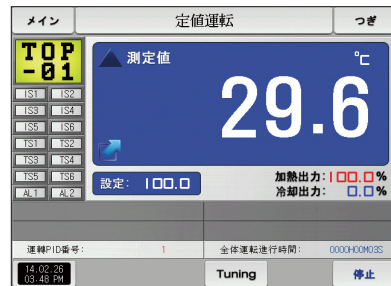 メイン 定値運転 つぎ
TOP
-01
測定値 ℃
29.6
IS1 IS2
IS3 IS4
IS5 IS6
TS1 TS2
TS3 TS4
TS5 TS6
AL1 AL2
設定: 100.0
加熱出力: 100.0%
冷却出力: 0.0%
運轉PID番号: 1 全体運転進行時間: 0000H00M03S
14.02.26
03:48 PM
Tuning 停止